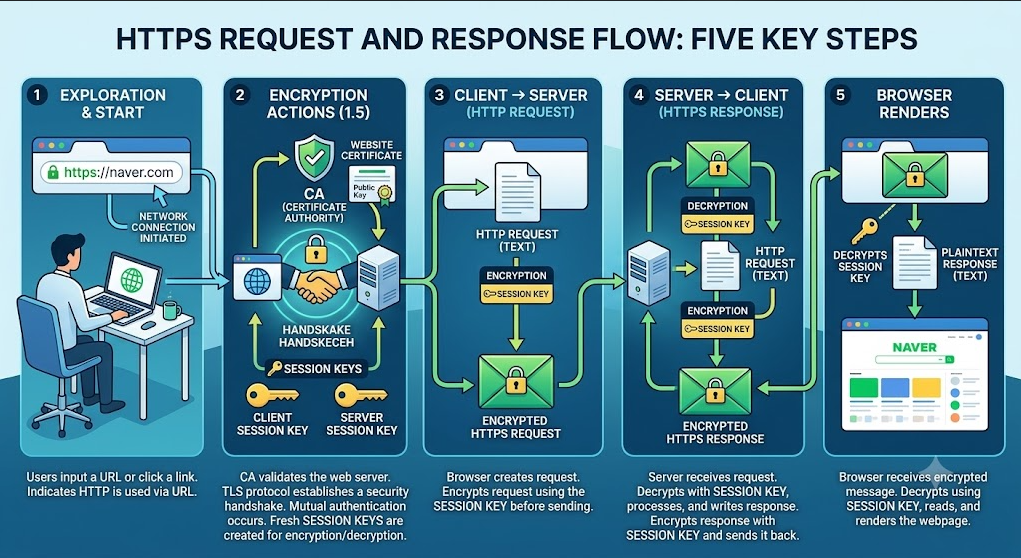 HTTPS REQUEST AND RESPONSE FLOW: FIVE KEY STEPS
1 EXPLORATION
& START
https://naver.com
NETWORK
CONNECTION
INITIATED
Users input a URL or click a link.
Indicates HTTP is used via URL.
2 ENCRYPTION
ACTIONS (1.5)
WEBSITE
CERTIFICATE
Public
Key
CA
(CERTIFICATE
AUTHORITY)
HANDSKAKE
HANDSKECEH
SESSION KEYS
CLIENT
SESSION KEY
SERVER
SESSION KEY
CA validates the web server.
TLS protocol establishes a security
handshake. Mutual authentication
occurs. Fresh SESSION KEYS are
created for encryption/decryption.
3 CLIENT → SERVER
(HTTP REQUEST)
HTTP REQUEST
(TEXT)
ENCRYPTION
SESSION KEY
ENCRYPTED
HTTPS REQUEST
Browser creates request.
Encrypts request using the
SESSION KEY before sending.
4 SERVER → CLIENT
(HTTPS RESPONSE)
DECRYPTION
SESSION KEY
HTTP
REQUEST
(TEXT)
ENCRYPTION
SESSION KEY
ENCRYPTED
HTTPS RESPONSE
Server receives request.
Decrypts with SESSION KEY,
processes, and writes response.
Encrypts response with
SESSION KEY and sends it back.
5 BROWSER
RENDERS
DECRYPTS
SESSION
KEY
PLAINTEXT
RESPONSE
(TEXT)
NAVER
Browser receives encrypted
message. Decrypts using
SESSION KEY, reads, and
renders the webpage.